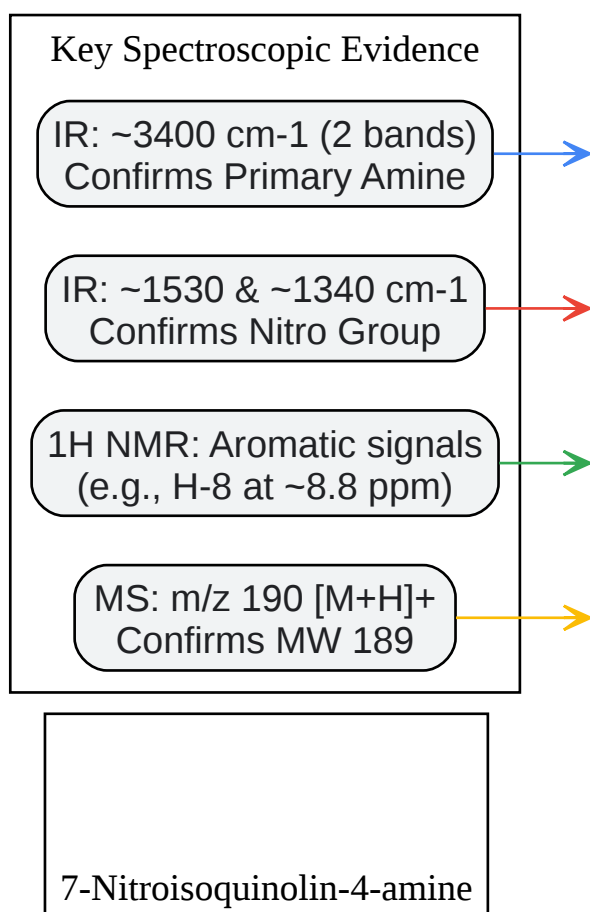 Key Spectroscopic Evidence
IR: ~3400 cm-1 (2 bands)
Confirms Primary Amine
IR: ~1530 & ~1340 cm-1
Confirms Nitro Group
1H NMR: Aromatic signals
(e.g., H-8 at ~8.8 ppm)
MS: m/z 190 [M+H]+
Confirms MW 189
7-Nitroisoquinolin-4-amine